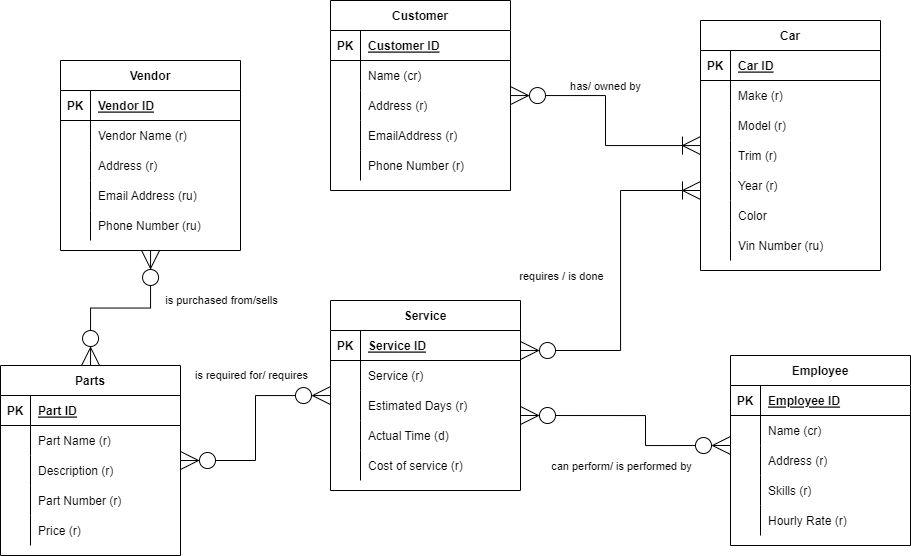 Customer
PK Customer ID
Name (cr)
Address (r)
EmailAddress (r)
Phone Number (r)
Car
PK Car ID
Make (r)
Model (r)
Trim (r)
Year (r)
Color
Vin Number (ru)
has/ owned by
Vendor
PK Vendor ID
Vendor Name (r)
Address (r)
Email Address (ru)
Phone Number (ru)
requires / is done
is purchased from/sells
Service
PK Service ID
Service (r)
Estimated Days (r)
Actual Time (d)
Cost of service (r)
is required for/ requires
Parts
PK Part ID
Part Name (r)
Description (r)
Part Number (r)
Price (r)
can perform/ is performed by
Employee
PK Employee ID
Name (cr)
Address (r)
Skills (r)
Hourly Rate (r)